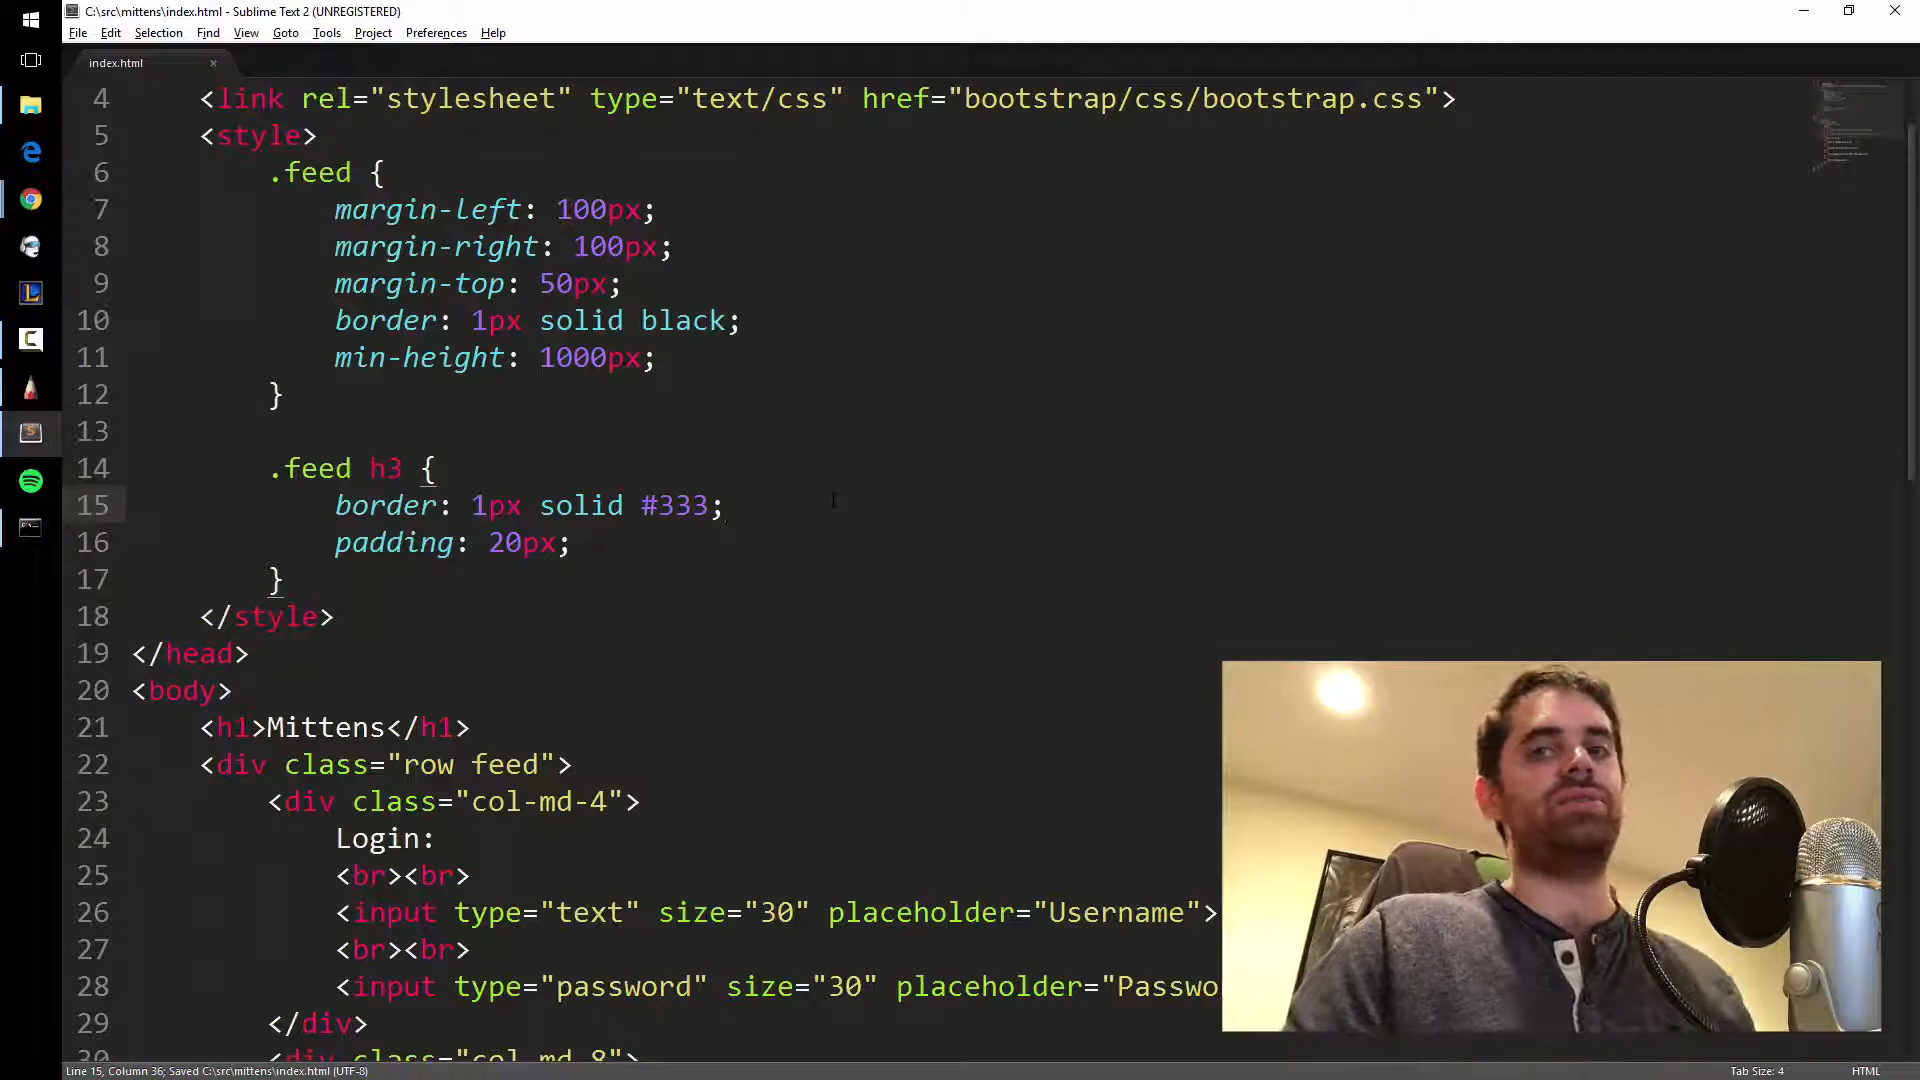 C:\src\mittens\index.html - Sublime Text 2 (UNREGISTERED)
File Edit Selection Find View Goto Tools Project Preferences Help
index.html
4 <link rel="stylesheet" type="text/css" href="bootstrap/css/bootstrap.css">
5 <style>
6 .feed {
7 margin-left: 100px;
8 margin-right: 100px;
9 margin-top: 50px;
10 border: 1px solid black;
11 min-height: 1000px;
12 }
13
14 .feed h3 {
15 border: 1px solid #333;
16 padding: 20px;
17 }
18 </style>
19 </head>
20 <body>
21 <h1>Mittens</h1>
22 <div class="row feed">
23 <div class="col-md-4">
24 Login:
25 <br><br>
26 <input type="text" size="30" placeholder="Username">
27 <br><br>
28 <input type="password" size="30" placeholder="Passwo
29 </div>
30 <div class="col-md-8">
Line 15, Column 36; Saved C:\src\mittens\index.html (UTF-8)
Tab Size: 4
HTML